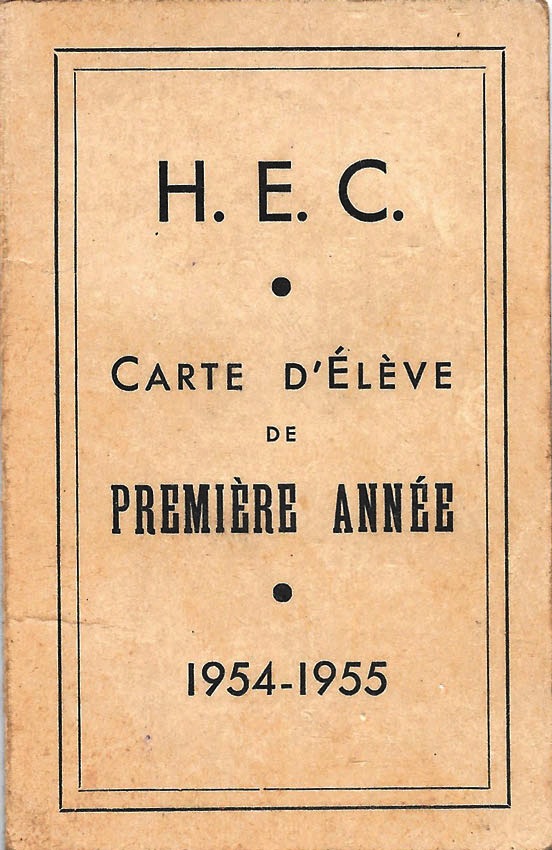 H. E. C.
CARTE D'ÉLÈVE
DE
PREMIÈRE ANNÉE
1954-1955